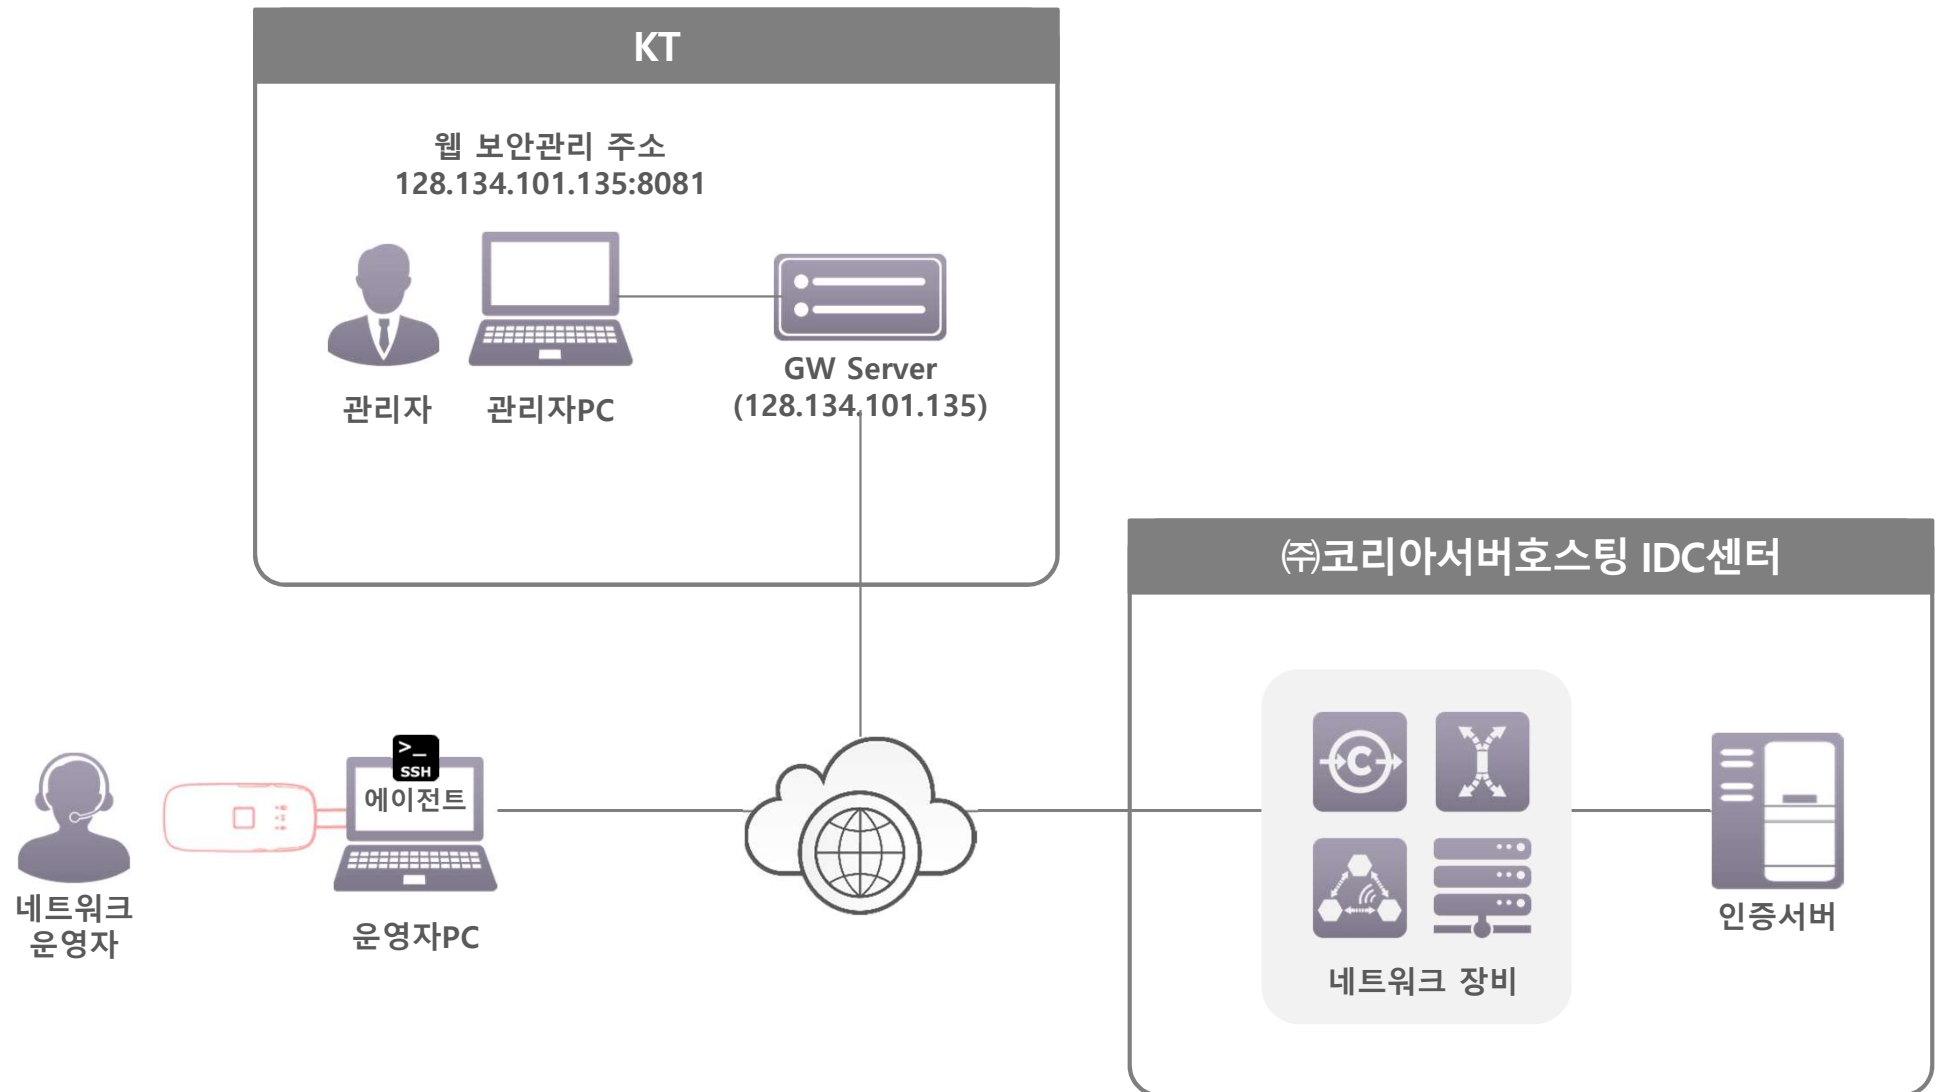 KT
웹 보안관리 주소
128.134.101.135:8081
GW Server
(128.134.101.135)
관리자
관리자PC
㈜코리아서버호스팅 IDC센터
>_
SSH
에이전트
C
네트워크
운영자
운영자PC
인증서버
네트워크 장비